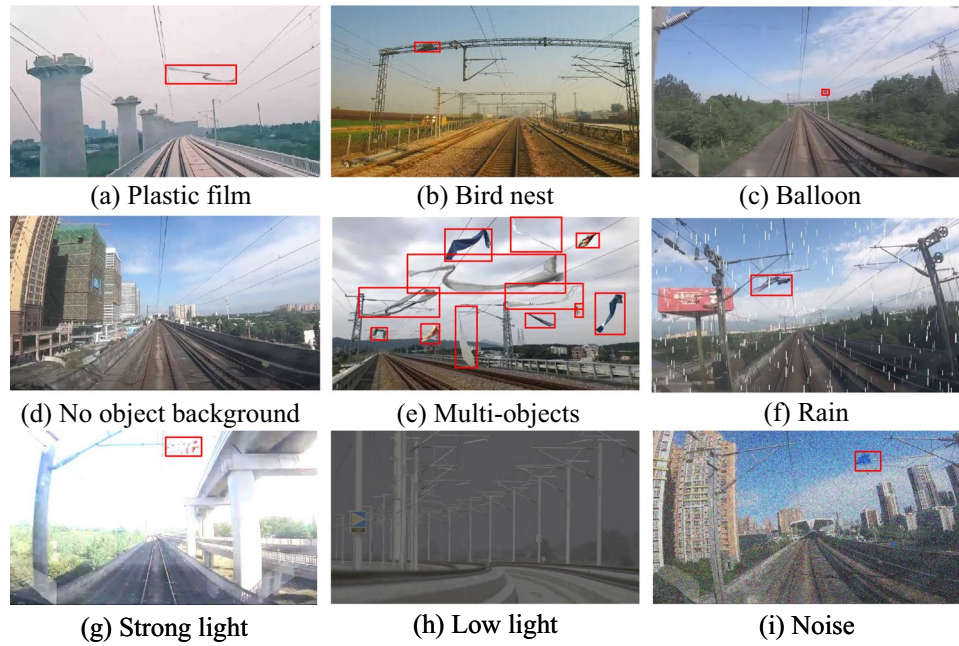 (a) Plastic film
(b) Bird nest
(c) Balloon
(d) No object background
(e) Multi-objects
(f) Rain
(g) Strong light
(h) Low light
(i) Noise